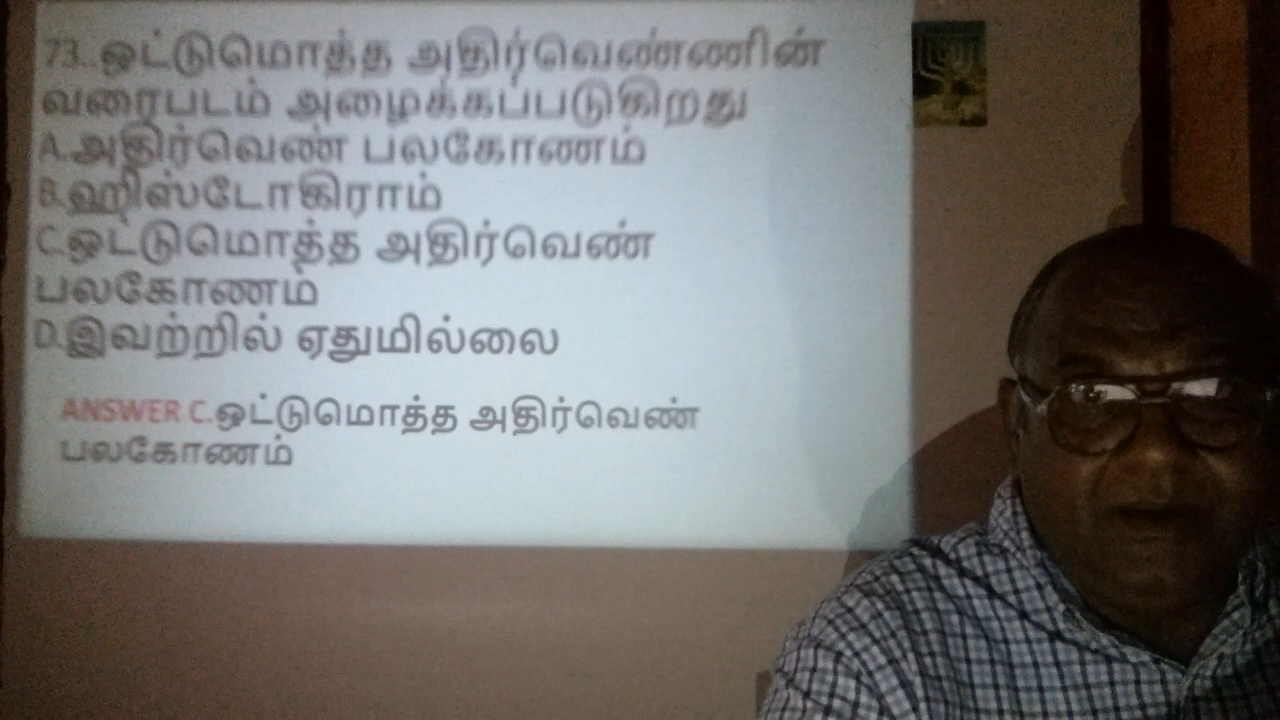 73. ஒட்டுமொத்த அதிர்வெண்ணின்
வரைபடம் அழைக்கப்படுகிறது
A.அதிர்வெண் பலகோணம்
B.ஹிஸ்டோகிராம்
C.ஒட்டுமொத்த அதிர்வெண்
பலகோணம்
D.இவற்றில் ஏதுமில்லை
ANSWER C.ஒட்டுமொத்த அதிர்வெண்
பலகோணம்